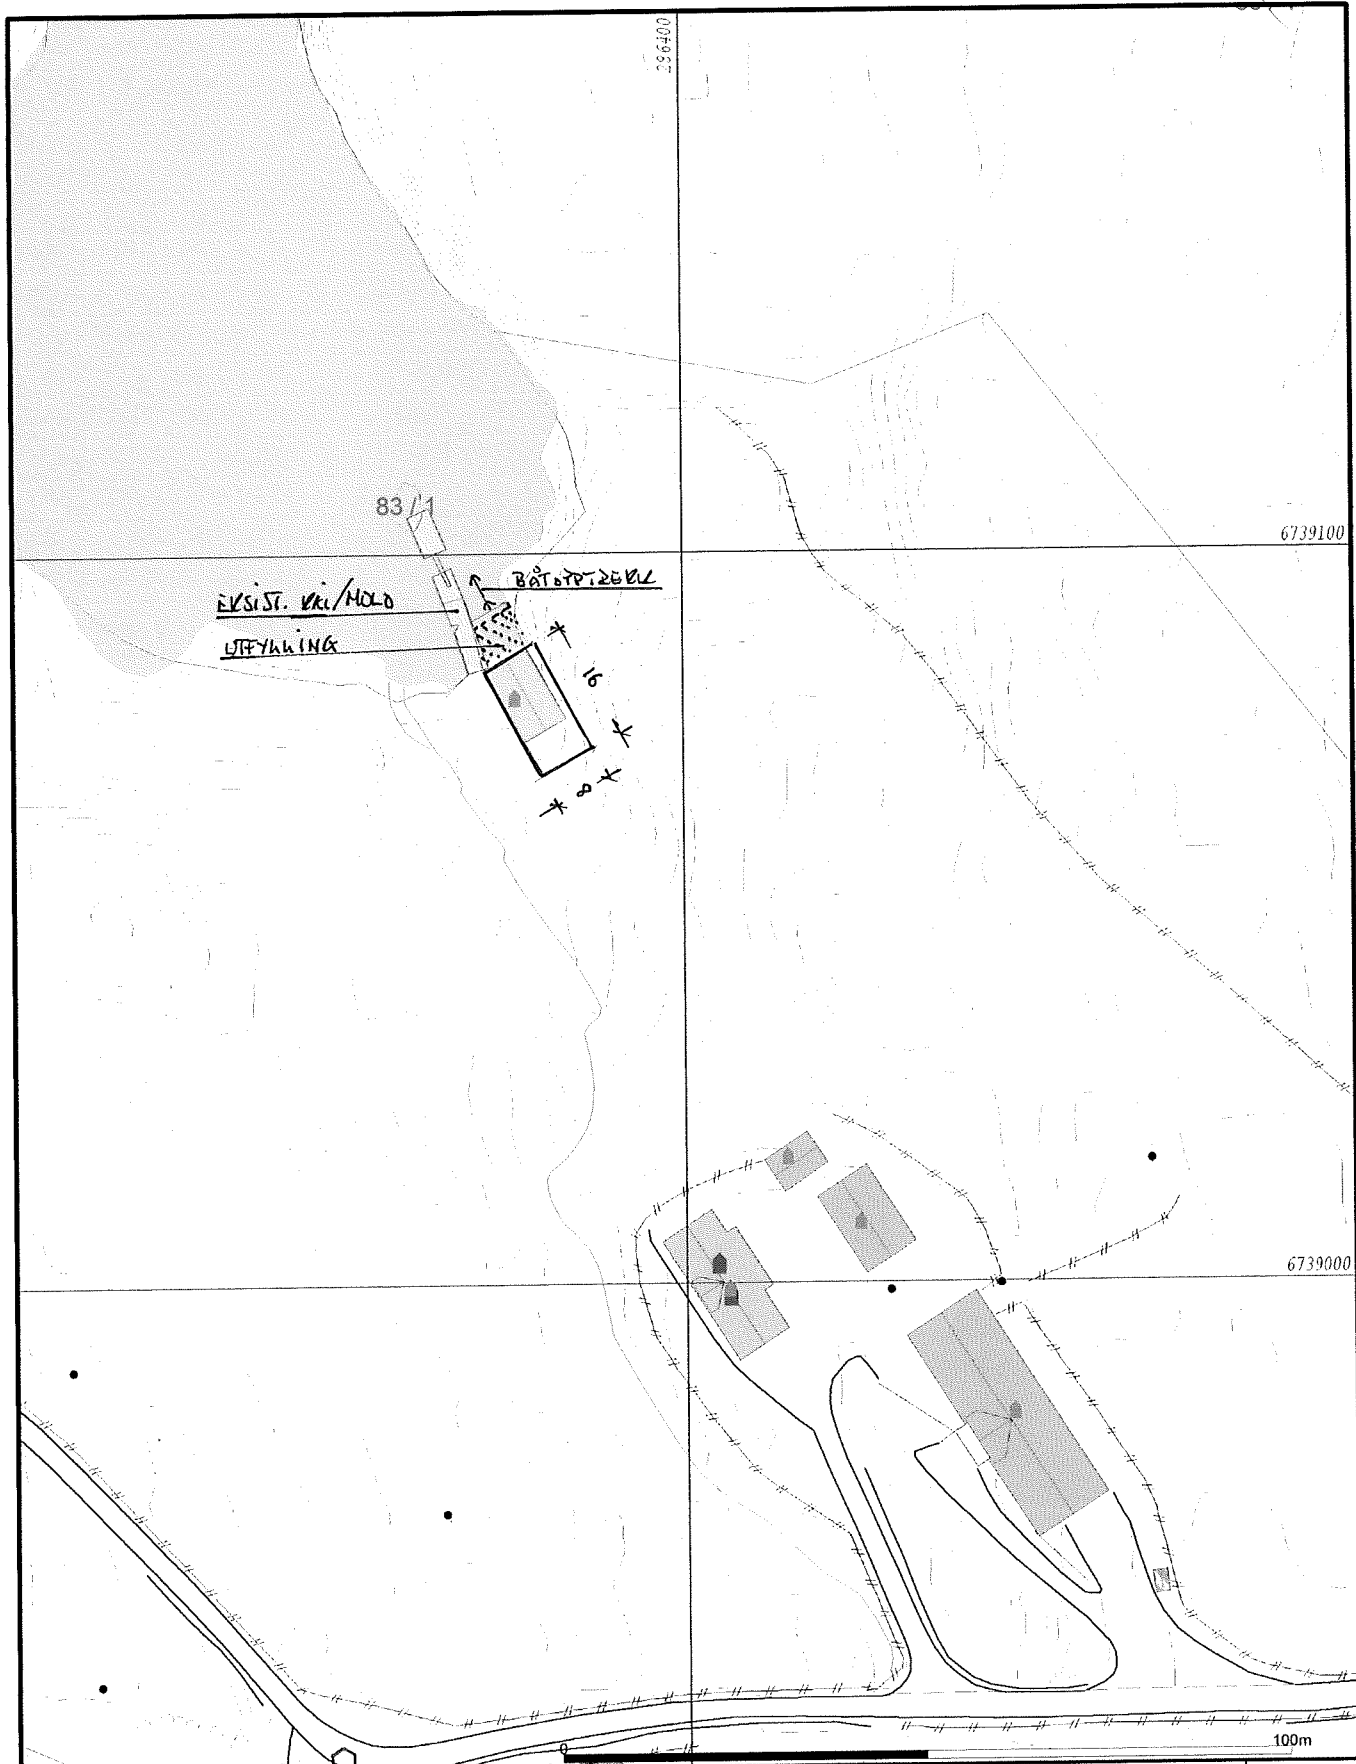 296400
83 / 1
6739100
BÅTOPPTREKK
EKSIST. KAI/MOLO
UTFYLLING
16
8
6739000
0
100m